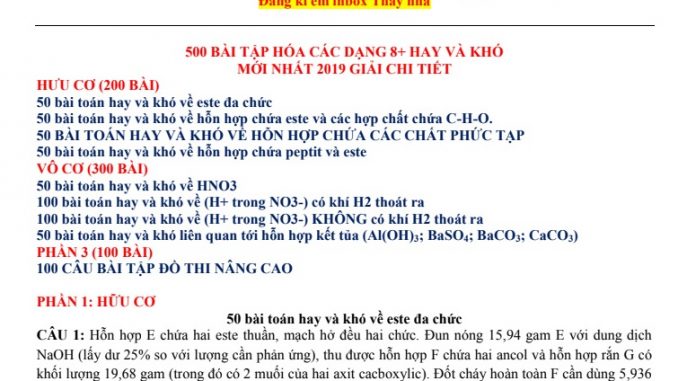 Đăng kí em inbox Thầy nha
500 BÀI TẬP HÓA CÁC DẠNG 8+ HAY VÀ KHÓ
MỚI NHẤT 2019 GIẢI CHI TIẾT
HƯU CƠ (200 BÀI)
50 bài toán hay và khó về este đa chức
50 bài toán hay và khó về hỗn hợp chứa este và các hợp chất chứa C-H-O.
50 BÀI TOÁN HAY VÀ KHÓ VỀ HỖN HỢP CHỨA CÁC CHẤT PHỨC TẠP
50 bài toán hay và khó về hỗn hợp chứa peptit và este
VÔ CƠ (300 BÀI)
50 bài toán hay và khó về HNO3
100 bài toán hay và khó về (H+ trong NO3-) có khí H2 thoát ra
100 bài toán hay và khó về (H+ trong NO3-) KHÔNG có khí H2 thoát ra
50 bài toán hay và khó liên quan tới hỗn hợp kết tủa (Al(OH)₃; BaSO₄; BaCO₃; CaCO₃)
PHẦN 3 (100 BÀI)
100 CÂU BÀI TẬP ĐỒ THI NÂNG CAO
PHẦN 1: HỮU CƠ
50 bài toán hay và khó về este đa chức
CÂU 1: Hỗn hợp E chứa hai este thuần, mạch hở đều hai chức. Đun nóng 15,94 gam E với dung dịch
NaOH (lấy dư 25% so với lượng cần phản ứng), thu được hỗn hợp F chứa hai ancol và hỗn hợp rắn G có
khối lượng 19,68 gam (trong đó có 2 muối của hai axit cacboxylic). Đốt cháy hoàn toàn F cần dùng 5,936